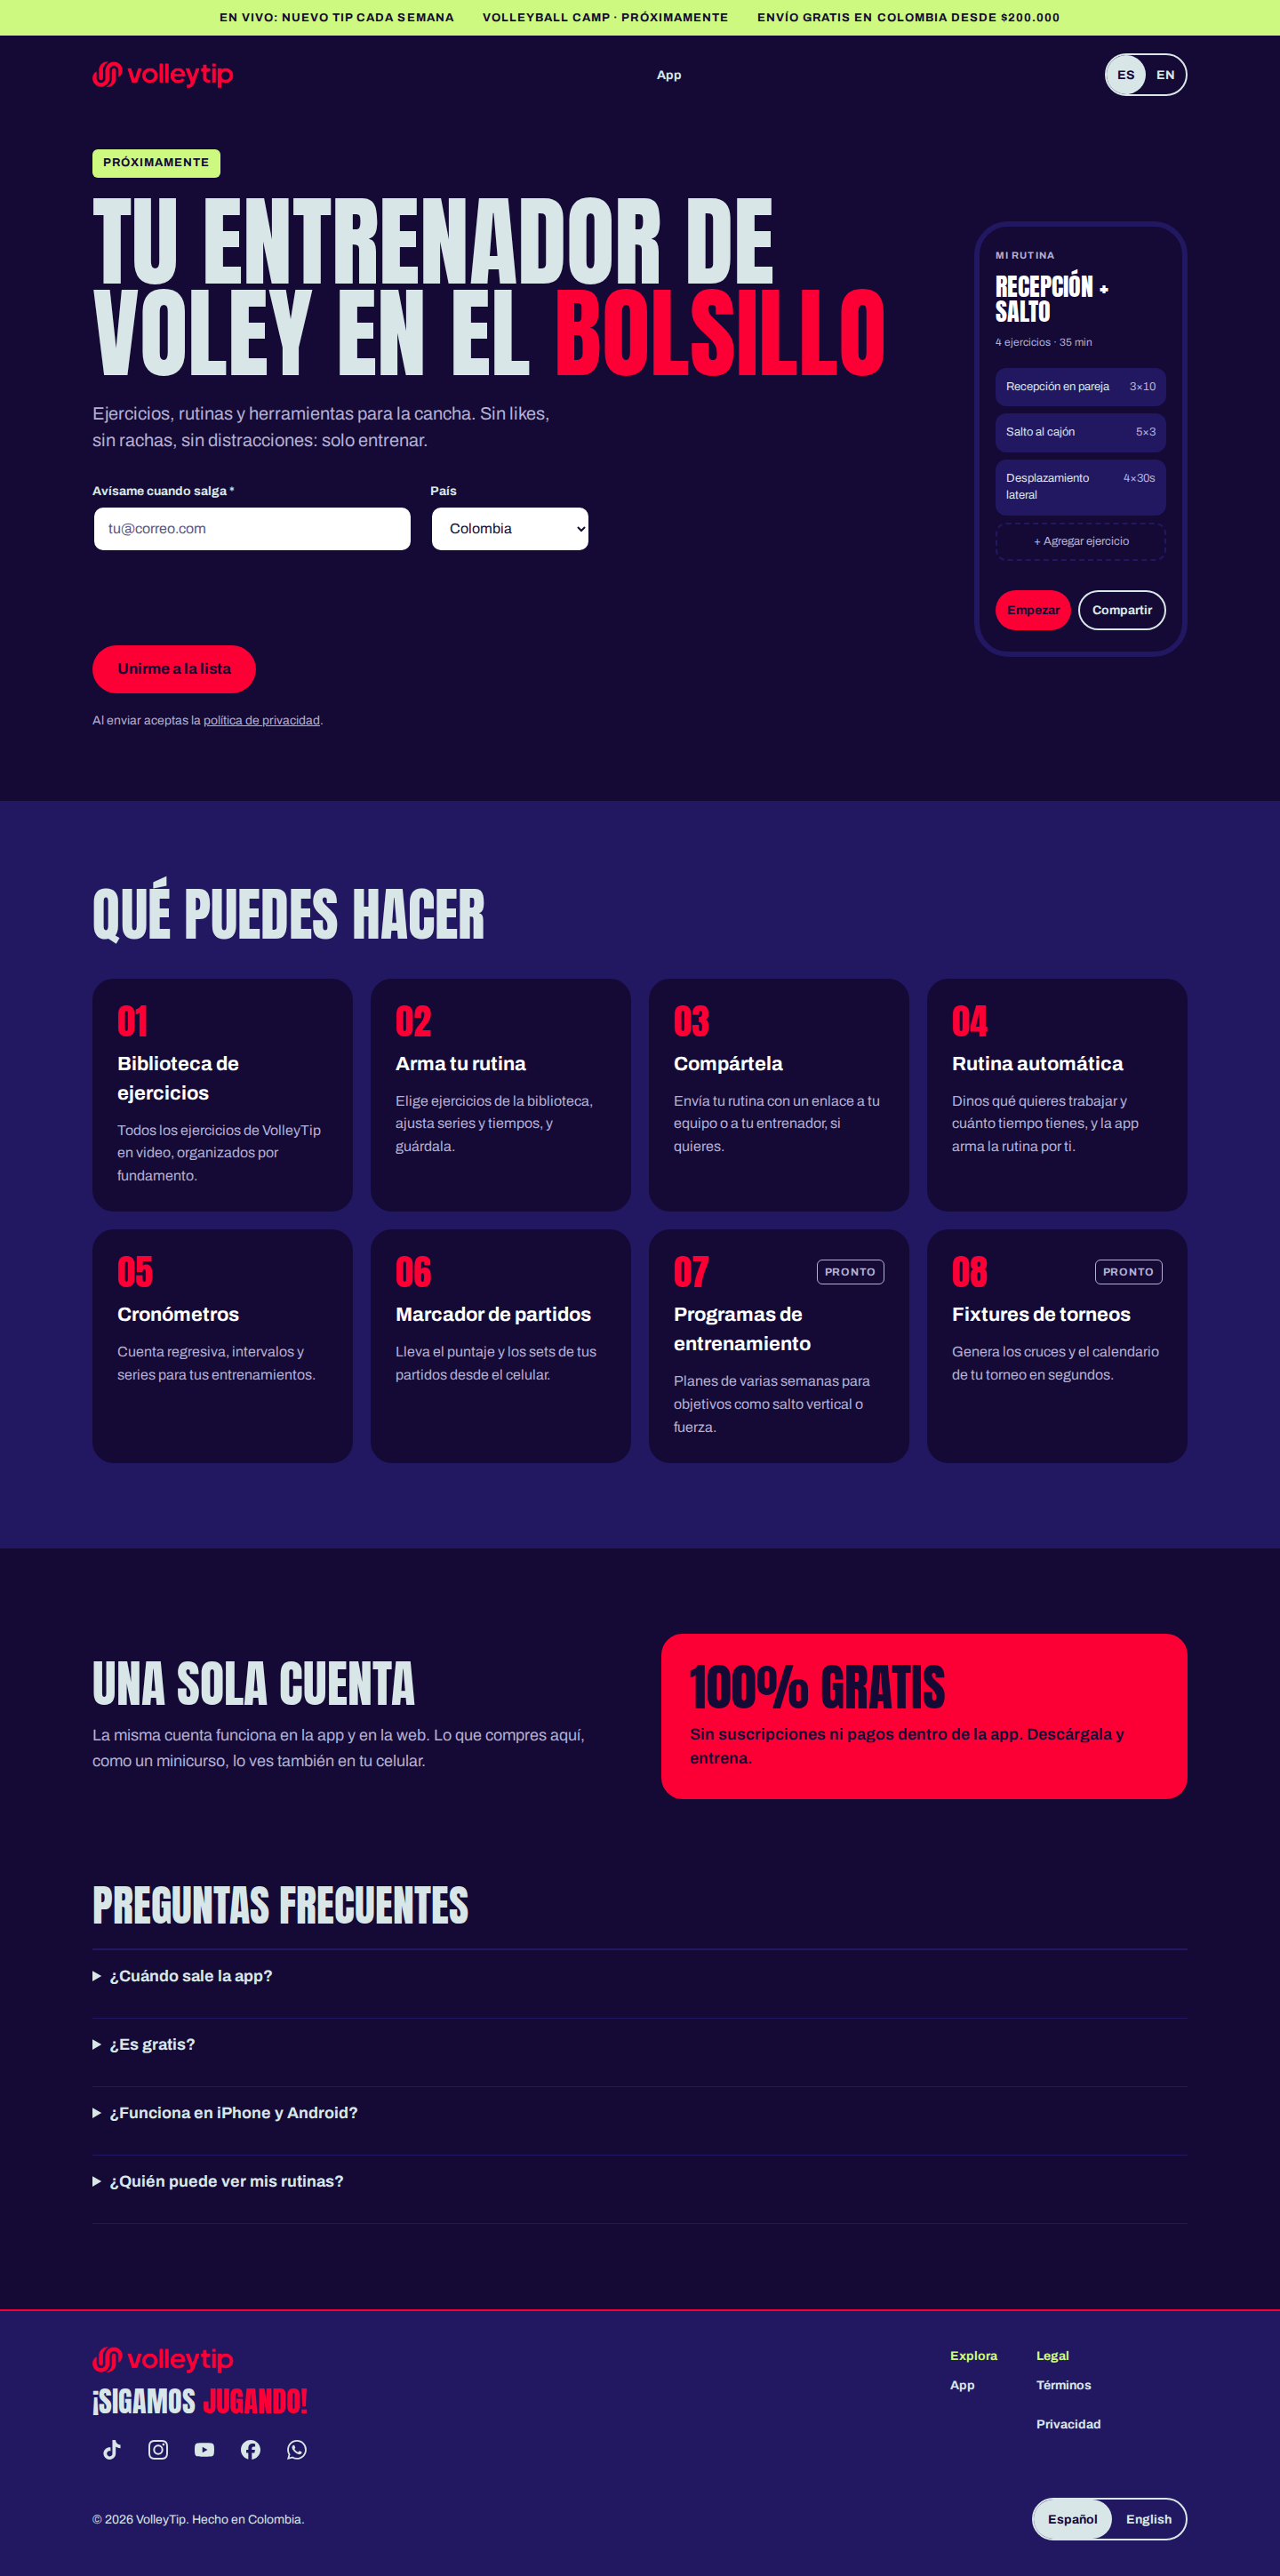 EN VIVO: NUEVO TIP CADA SEMANA VOLLEYBALL CAMP · PRÓXIMAMENTE ENVÍO GRATIS EN COLOMBIA DESDE $200.000
volleytip
App
ES EN
PRÓXIMAMENTE
TU ENTRENADOR DE
VOLEY EN EL BOLSILLO
Ejercicios, rutinas y herramientas para la cancha. Sin likes,
sin rachas, sin distracciones: solo entrenar.
Avísame cuando salga *
País
tu@correo.com
Colombia
Unirme a la lista
Al enviar aceptas la política de privacidad.
MI RUTINA
RECEPCIÓN +
SALTO
4 ejercicios · 35 min
Recepción en pareja 3×10
Salto al cajón 5×3
Desplazamiento 4×30s
lateral
+ Agregar ejercicio
Empezar Compartir
QUÉ PUEDES HACER
01
Biblioteca de
ejercicios
Todos los ejercicios de VolleyTip
en video, organizados por
fundamento.
02
Arma tu rutina
Elige ejercicios de la biblioteca,
ajusta series y tiempos, y
guárdala.
03
Compártela
Envía tu rutina con un enlace a tu
equipo o a tu entrenador, si
quieres.
04
Rutina automática
Dinos qué quieres trabajar y
cuánto tiempo tienes, y la app
arma la rutina por ti.
05
Cronómetros
Cuenta regresiva, intervalos y
series para tus entrenamientos.
06
Marcador de partidos
Lleva el puntaje y los sets de tus
partidos desde el celular.
07 PRONTO
Programas de
entrenamiento
Planes de varias semanas para
objetivos como salto vertical o
fuerza.
08 PRONTO
Fixtures de torneos
Genera los cruces y el calendario
de tu torneo en segundos.
UNA SOLA CUENTA
La misma cuenta funciona en la app y en la web. Lo que compres aquí,
como un minicurso, lo ves también en tu celular.
100% GRATIS
Sin suscripciones ni pagos dentro de la app. Descárgala y
entrena.
PREGUNTAS FRECUENTES
¿Cuándo sale la app?
¿Es gratis?
¿Funciona en iPhone y Android?
¿Quién puede ver mis rutinas?
volleytip
¡SIGAMOS JUGANDO!
Explora
App
Legal
Términos
Privacidad
© 2026 VolleyTip. Hecho en Colombia.
Español English